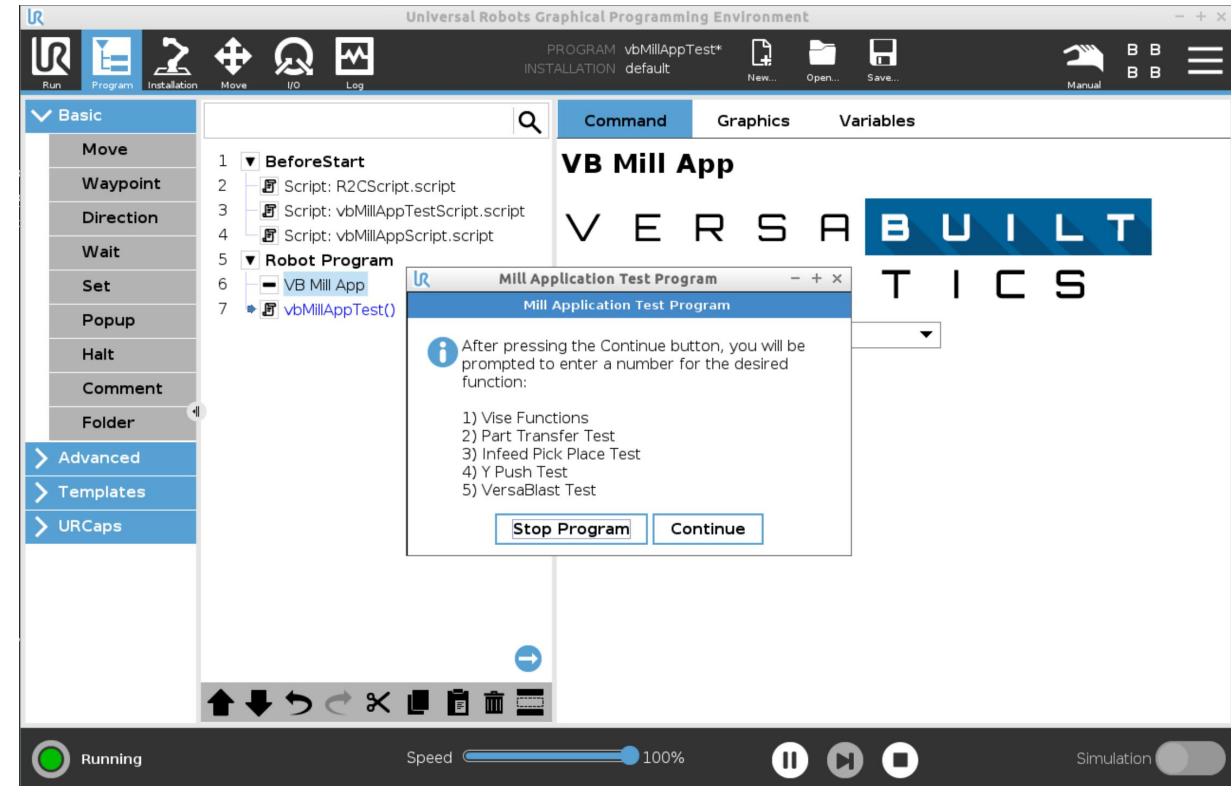 UR
Universal Robots Graphical Programming Environment
UR
Run
Program
Installation
Move
I/O
Log
PROGRAM vbMillAppTest*
INSTALLATION default
New...
Open...
Save...
Manual
B B
B B
Basic
Move
Waypoint
Direction
Wait
Set
Popup
Halt
Comment
Folder
Advanced
Templates
URCaps
1 BeforeStart
2 Script: R2CScript.script
3 Script: vbMillAppTestScript.script
4 Script: vbMillAppScript.script
5 Robot Program
6 VB Mill App
7 vbMillAppTest()
Command Graphics Variables
VB Mill App
VERSABUILT
TICS
UR
Mill Application Test Program
Mill Application Test Program
After pressing the Continue button, you will be
prompted to enter a number for the desired
function:
1) Vise Functions
2) Part Transfer Test
3) Infeed Pick Place Test
4) Y Push Test
5) VersaBlast Test
Stop Program
Continue
Running
Speed 100%
Simulation